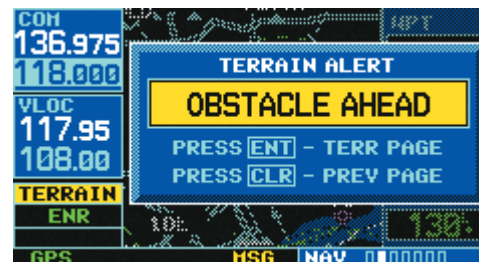 COM
136.975
118.000
VLOC
117.95
108.00
TERRAIN
ENR
GPS
WPT
TERRAIN ALERT
OBSTACLE AHEAD
PRESS ENT - TERR PAGE
PRESS CLR - PREV PAGE
130
MSG
NAV